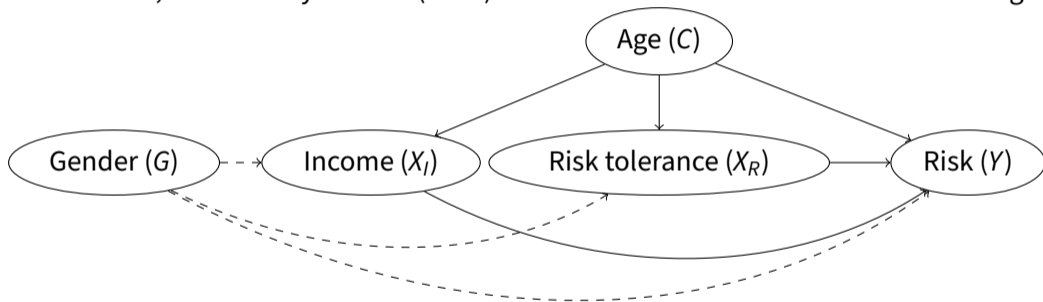 Age (C)
Gender (G)
Income (X_I)
Risk tolerance (X_R)
Risk (Y)